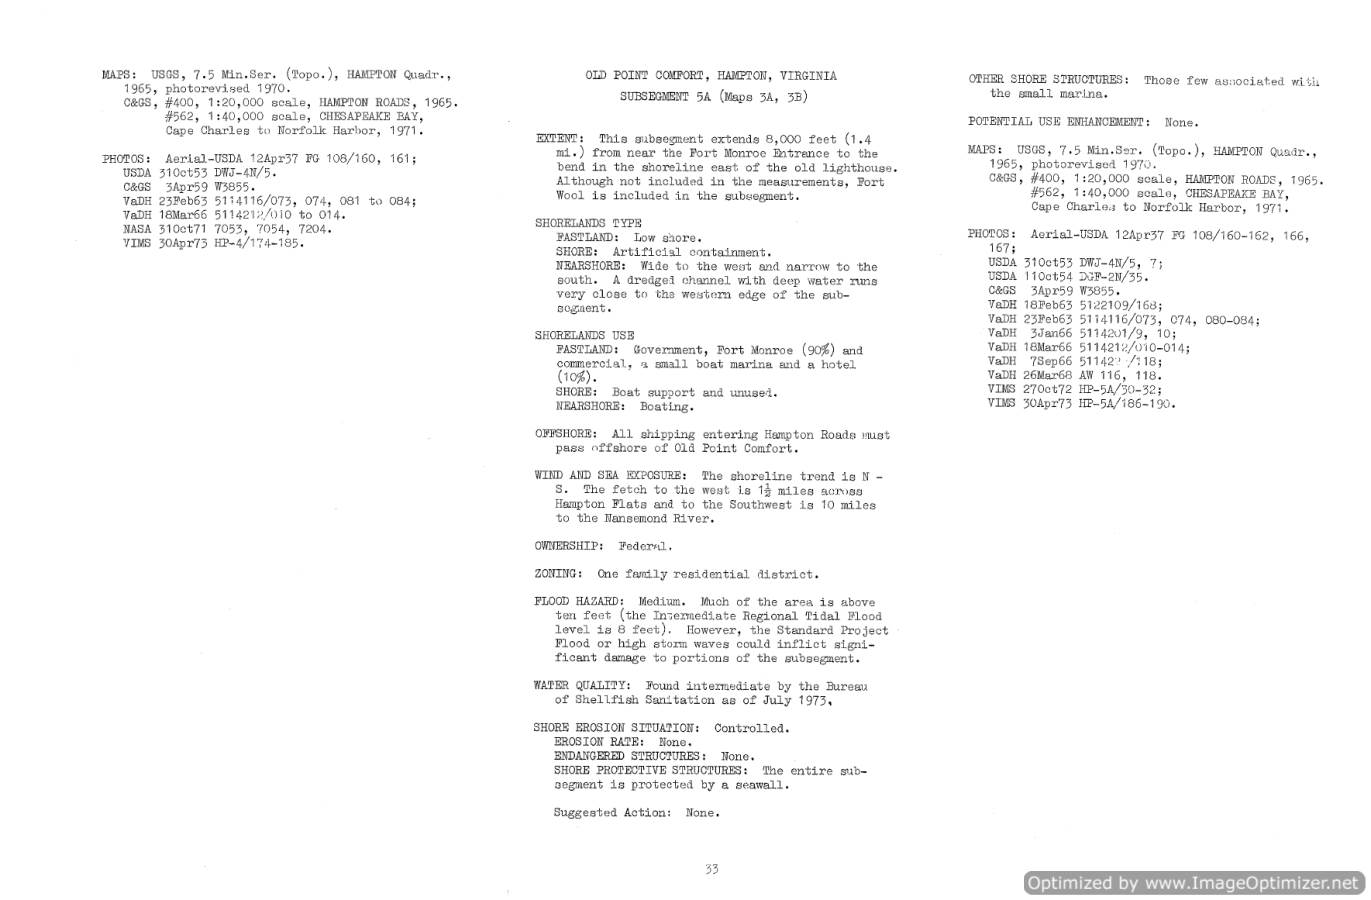 MAPS: USGS, 7.5 Min.Ser. (Topo.), HAMPTON Quadr.,
1965, photorevised 1970.
C&GS, #400, 1:20,000 scale, HAMPTON ROADS, 1965.
#562, 1:40,000 scale, CHESAPEAKE BAY,
Cape Charles to Norfolk Harbor, 1971.
PHOTOS: Aerial-USDA 12Apr37 FG 108/160, 161;
USDA 31Oct53 DWJ-4N/5.
C&GS 3Apr59 W3855.
VaDH 23Feb63 5114116/073, 074, 081 to 084;
VaDH 18Mar66 5114212/010 to 014.
NASA 31Oct71 7053, 7054, 7204.
VIMS 30Apr73 HP-4/174-185.
OLD POINT COMFORT, HAMPTON, VIRGINIA
SUBSEGMENT 5A (Maps 3A, 3B)
EXTENT: This subsegment extends 8,000 feet (1.4
mi.) from near the Fort Monroe Entrance to the
bend in the shoreline east of the old lighthouse.
Although not included in the measurements, Fort
Wool is included in the subsegment.
SHORELANDS TYPE
FASTLAND: Low shore.
SHORE: Artificial containment.
NEARSHORE: Wide to the west and narrow to the
south. A dredged channel with deep water runs
very close to the western edge of the sub-
segment.
SHORELANDS USE
FASTLAND: Government, Fort Monroe (90%) and
commercial, a small boat marina and a hotel
(10%).
SHORE: Boat support and unused.
NEARSHORE: Boating.
OFFSHORE: All shipping entering Hampton Roads must
pass offshore of Old Point Comfort.
WIND AND SEA EXPOSURE: The shoreline trend is N -
S. The fetch to the west is 1½ miles across
Hampton Flats and to the Southwest is 10 miles
to the Nansemond River.
OWNERSHIP: Federal.
ZONING: One family residential district.
FLOOD HAZARD: Medium. Much of the area is above
ten feet (the Intermediate Regional Tidal Flood
level is 8 feet). However, the Standard Project
Flood or high storm waves could inflict signi-
ficant damage to portions of the subsegment.
WATER QUALITY: Found intermediate by the Bureau
of Shellfish Sanitation as of July 1973.
SHORE EROSION SITUATION: Controlled.
EROSION RATE: None.
ENDANGERED STRUCTURES: None.
SHORE PROTECTIVE STRUCTURES: The entire sub-
segment is protected by a seawall.
Suggested Action: None.
OTHER SHORE STRUCTURES: Those few associated with
the small marina.
POTENTIAL USE ENHANCEMENT: None.
MAPS: USGS, 7.5 Min.Ser. (Topo.), HAMPTON Quadr.,
1965, photorevised 1970.
C&GS, #400, 1:20,000 scale, HAMPTON ROADS, 1965.
#562, 1:40,000 scale, CHESAPEAKE BAY,
Cape Charles to Norfolk Harbor, 1971.
PHOTOS: Aerial-USDA 12Apr37 FG 108/160-162, 166,
167;
USDA 31Oct53 DWJ-4N/5, 7;
USDA 11Oct54 DGF-2N/35.
C&GS 3Apr59 W3855.
VaDH 18Feb63 5122109/168;
VaDH 23Feb63 5114116/073, 074, 080-084;
VaDH 3Jan66 5114201/9, 10;
VaDH 18Mar66 5114212/010-014;
VaDH 7Sep66
VaDH 26Mar68 AW 116, 118.
VIMS 27Oct72 HP-5A/30-32;
VIMS 30Apr73 HP-5A/186-190.
33
Optimized by www.ImageOptimizer.net